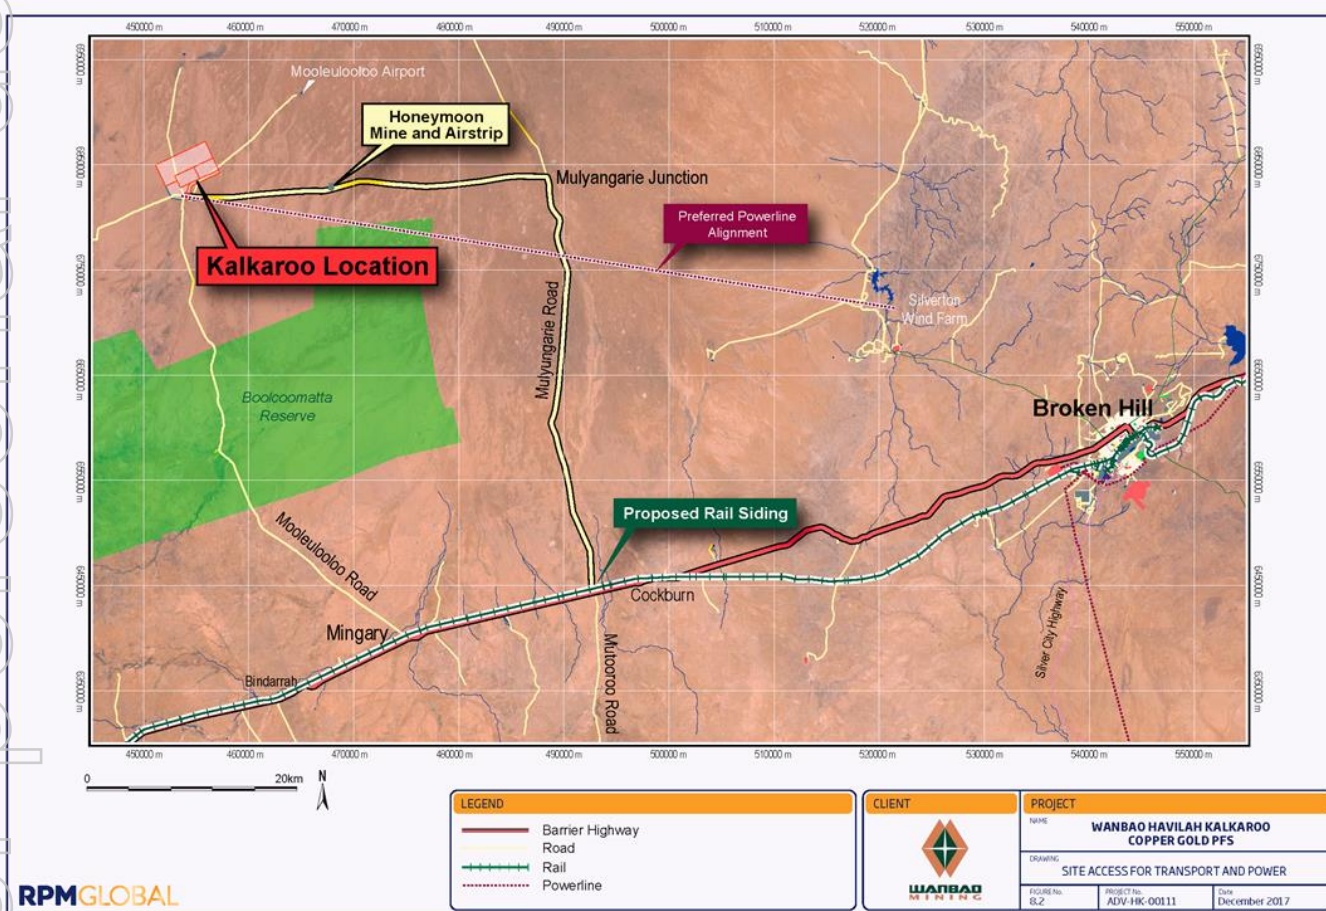 450000 m 460000 m 470000 m 480000 m 490000 m 500000 m 510000 m 520000 m 530000 m 540000 m 550000 m
Mooleulooloo Airport
Honeymoon
Mine and Airstrip
Mulyangarie Junction
Preferred Powerline
Alignment
Kalkaroo Location
Silverton
Wind Farm
Mulyungarie Road
Boolcoomatta
Reserve
Broken Hill
Proposed Rail Siding
Mooleulooloo Road
Cockburn
Mingary
Silver City Highway
Mutooroo Road
Bindarrah
450000 m 460000 m 470000 m 480000 m 490000 m 500000 m 510000 m 520000 m 530000 m 540000 m 550000 m
0 20km N
LEGEND
Barrier Highway
Road
Rail
Powerline
CLIENT
WANBAO
MINING
PROJECT
NAME
WANBAO HAVILAH KALKAROO
COPPER GOLD PFS
DRAWING
SITE ACCESS FOR TRANSPORT AND POWER
FIGURE No.
8.2
PROJECT No.
ADV-HK-00111
Date
December 2017
RPMGLOBAL